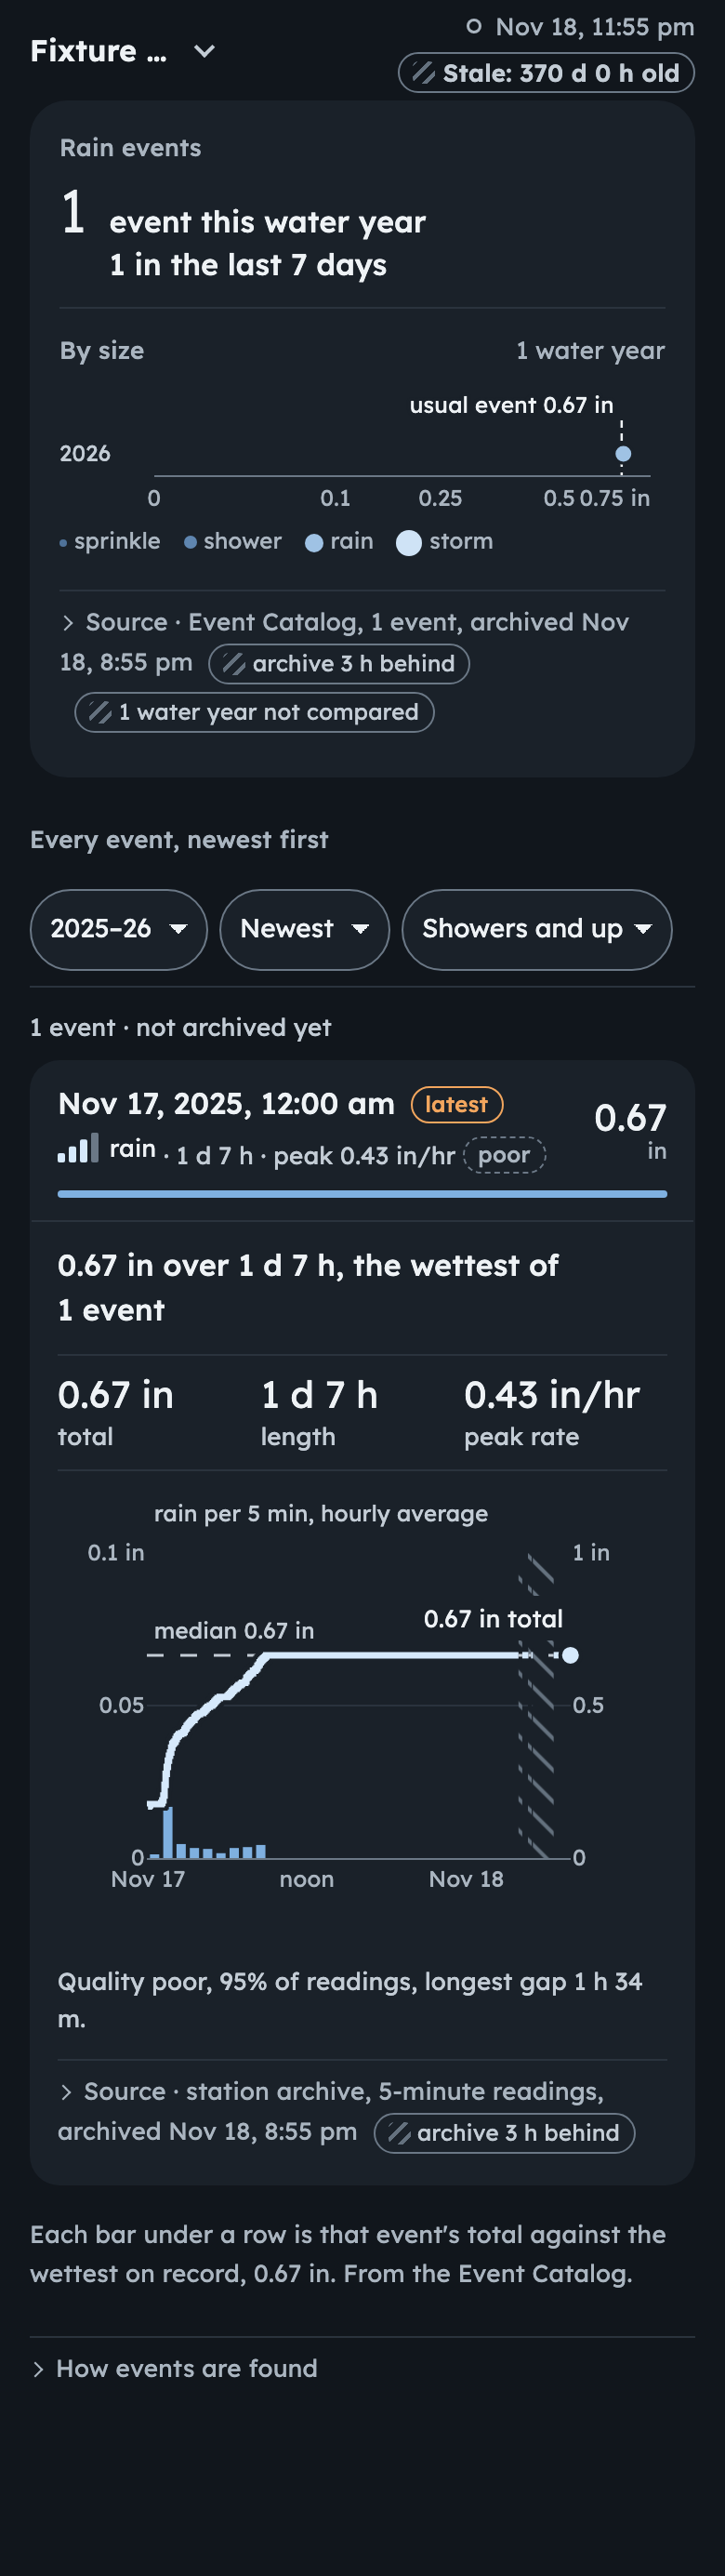 Fixture ...
Nov 18, 11:55 pm
Stale: 370 d 0 h old
Rain events
1 event this water year
1 in the last 7 days
By size
1 water year
usual event 0.67 in
2026
0 0.1 0.25 0.5 0.75 in
sprinkle shower rain storm
Source · Event Catalog, 1 event, archived Nov
18, 8:55 pm archive 3 h behind
1 water year not compared
Every event, newest first
2025–26 Newest Showers and up
1 event · not archived yet
Nov 17, 2025, 12:00 am latest
0.67
in
rain · 1 d 7 h · peak 0.43 in/hr poor
0.67 in over 1 d 7 h, the wettest of
1 event
0.67 in 1 d 7 h 0.43 in/hr
total length peak rate
rain per 5 min, hourly average
0.1 in 1 in
0.67 in total
median 0.67 in
0.05 0.5
0 0
Nov 17 noon Nov 18
Quality poor, 95% of readings, longest gap 1 h 34
m.
Source · station archive, 5-minute readings,
archived Nov 18, 8:55 pm archive 3 h behind
Each bar under a row is that event's total against the
wettest on record, 0.67 in. From the Event Catalog.
How events are found